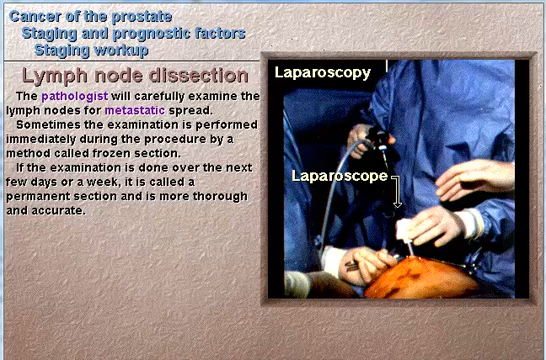 Cancer of the prostate
Staging and prognostic factors
Staging workup
Lymph node dissection
The pathologist will carefully examine the
lymph nodes for metastatic spread.
Sometimes the examination is performed
immediately during the procedure by a
method called frozen section.
If the examination is done over the next
few days or a week, it is called a
permanent section and is more thorough
and accurate.
Laparoscopy
Laparoscope